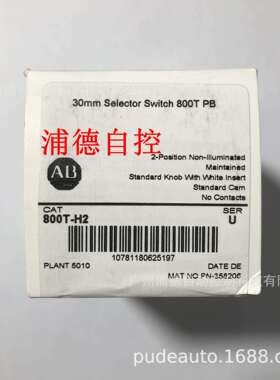 30mm Selector Switch 800T PB
浦德自控
2-Position Non-Illuminated
Maintained
Standard Knob With White Insert
Standard Cam
No Contacts
AB
CAT
SER
800T-H2
U
10781180625197
PLANT 5010
DATE DE
MAT NO PN-358206
pudeauto.1688.co